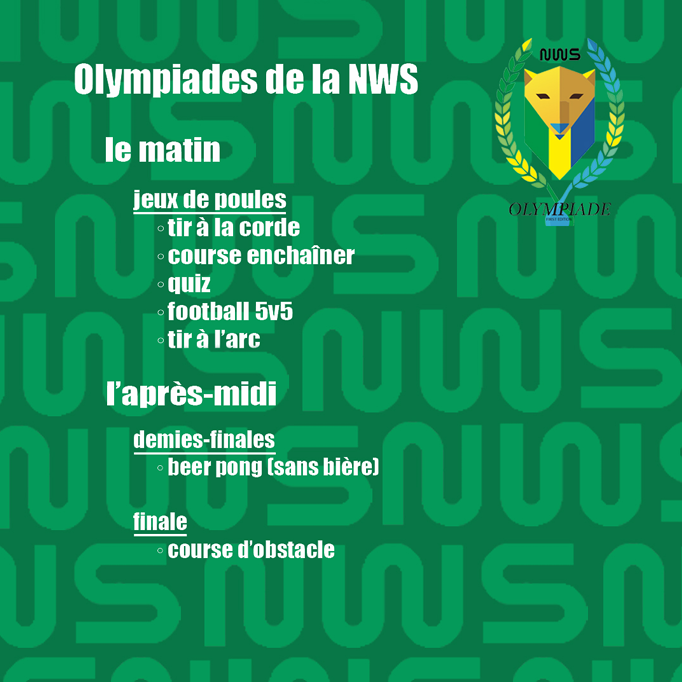 Olympiades de la NWS
NWS
OLYMPIADE
le matin
jeux de poules
tir à la corde
course enchaîner
quiz
football 5v5
tir à l'arc
l'après-midi
demies-finales
beer pong (sans bière)
finale
course d'obstacle